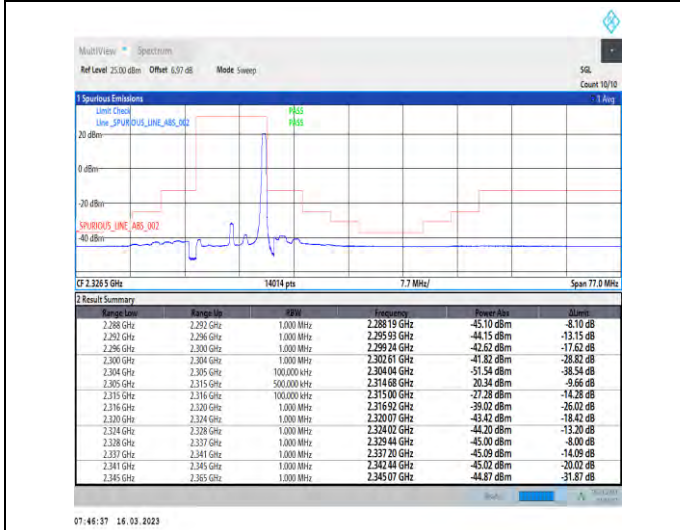 MultiView Spectrum
Ref Level 25.00 dBm Offset 6.97 dB Mode Sweep SGL
Count 10/10
1 Spurious Emissions 1 Avg
Limit Check PASS
Line _SPURIOUS_LINE_ABS_002 PASS
20 dBm
0 dBm
-20 dBm
_SPURIOUS_LINE_ABS_002
-40 dBm
CF 2.326 5 GHz 14014 pts 7.7 MHz/ Span 77.0 MHz
2 Result Summary
Range Low Range Up RBW Frequency Power Abs ΔLimit
2.288 GHz 2.292 GHz 1.000 MHz 2.288 19 GHz -45.10 dBm -8.10 dB
2.292 GHz 2.296 GHz 1.000 MHz 2.295 93 GHz -44.15 dBm -13.15 dB
2.296 GHz 2.300 GHz 1.000 MHz 2.299 24 GHz -42.62 dBm -17.62 dB
2.300 GHz 2.304 GHz 1.000 MHz 2.302 61 GHz -41.82 dBm -28.82 dB
2.304 GHz 2.305 GHz 100.000 kHz 2.304 04 GHz -51.54 dBm -38.54 dB
2.305 GHz 2.315 GHz 500.000 kHz 2.314 68 GHz 20.34 dBm -9.66 dB
2.315 GHz 2.316 GHz 100.000 kHz 2.315 00 GHz -27.28 dBm -14.28 dB
2.316 GHz 2.320 GHz 1.000 MHz 2.316 92 GHz -39.02 dBm -26.02 dB
2.320 GHz 2.324 GHz 1.000 MHz 2.320 07 GHz -43.42 dBm -18.42 dB
2.324 GHz 2.328 GHz 1.000 MHz 2.324 02 GHz -44.20 dBm -13.20 dB
2.328 GHz 2.337 GHz 1.000 MHz 2.329 44 GHz -45.00 dBm -8.00 dB
2.337 GHz 2.341 GHz 1.000 MHz 2.337 20 GHz -45.09 dBm -14.09 dB
2.341 GHz 2.345 GHz 1.000 MHz 2.342 44 GHz -45.02 dBm -20.02 dB
2.345 GHz 2.365 GHz 1.000 MHz 2.345 07 GHz -44.87 dBm -31.87 dB
07:46:37 16.03.2023